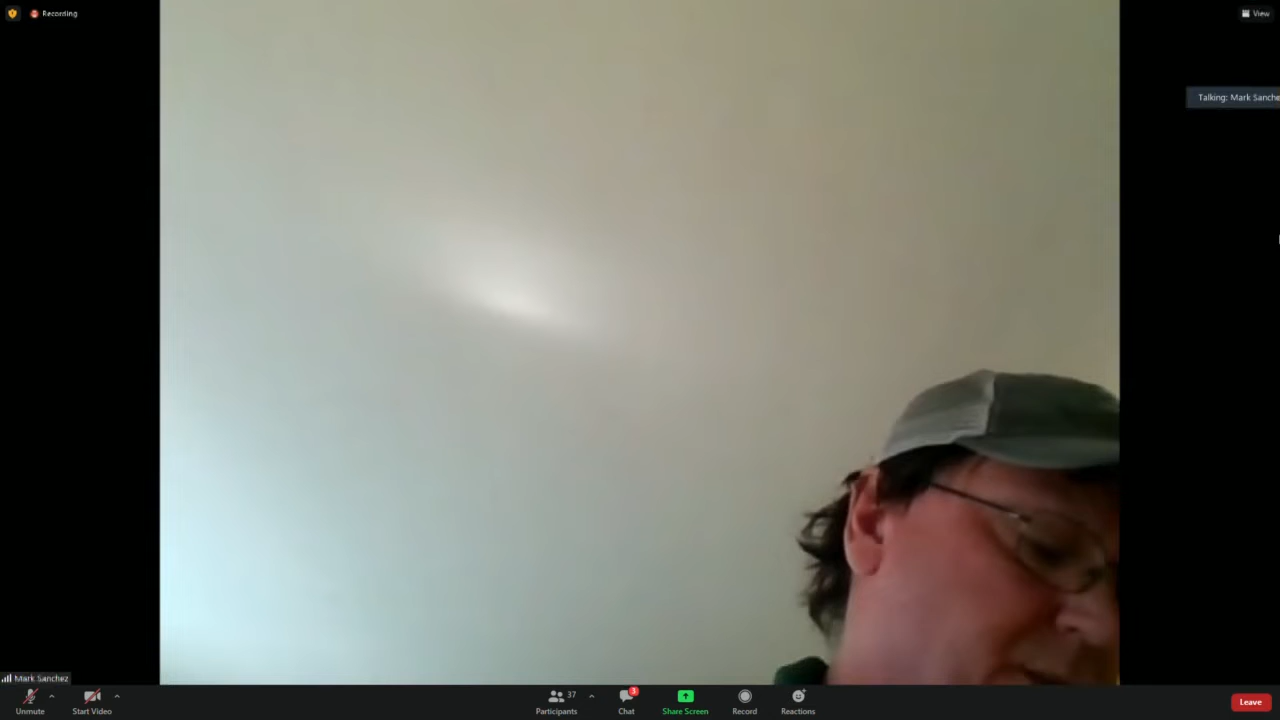 Recording
View
Talking: Mark Sanche
Mark Sanchez
Unmute
Start Video
Participants
37
Chat
3
Share Screen
Record
Reactions
Leave